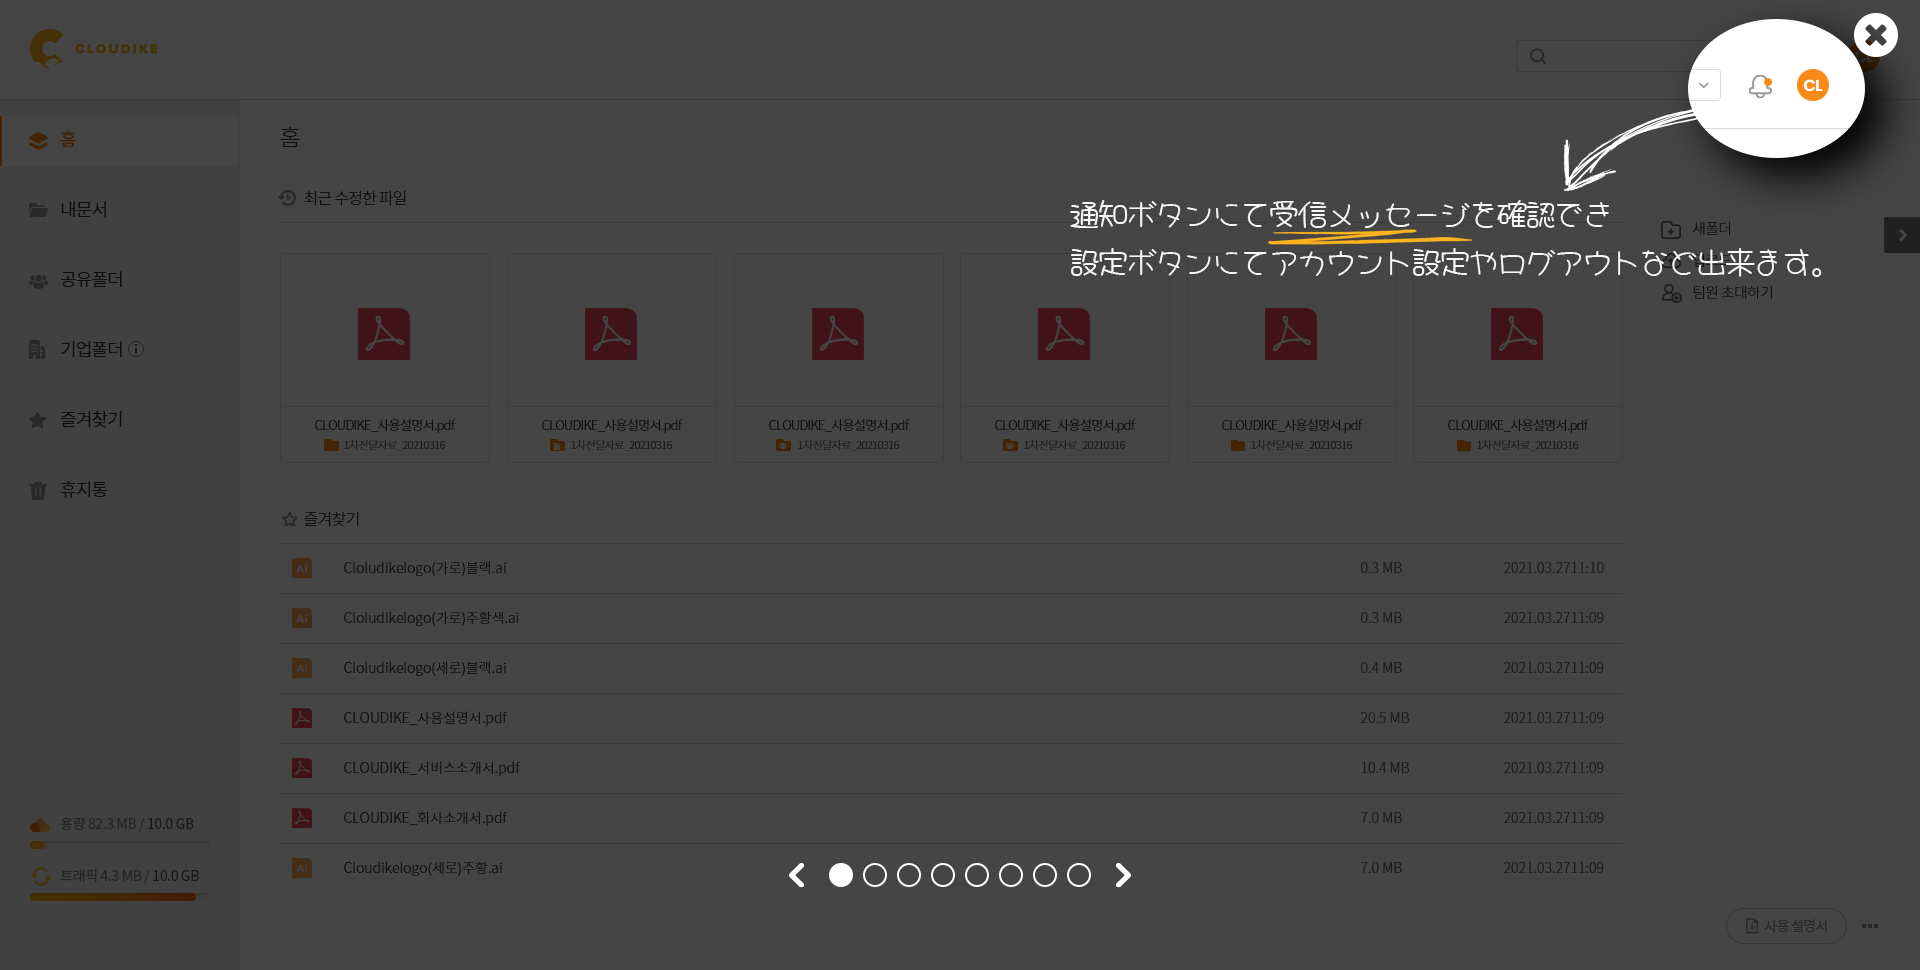 CLOUDIKE
CL
通知ボタンにて受信メッセージを確認でき
設定ボタンにてアカウント設定やログアウトなど出来ます。
홈
내문서
공유폴더
기업폴더
즐겨찾기
휴지통
용량 82.3 MB / 10.0 GB
트래픽 4.3 MB / 10.0 GB
홈
최근 수정한 파일
CLOUDIKE_사용설명서.pdf
1차전달자료_20210316
CLOUDIKE_사용설명서.pdf
1차전달자료_20210316
CLOUDIKE_사용설명서.pdf
1차전달자료_20210316
CLOUDIKE_사용설명서.pdf
1차전달자료_20210316
CLOUDIKE_사용설명서.pdf
1차전달자료_20210316
CLOUDIKE_사용설명서.pdf
1차전달자료_20210316
새폴더
팀원 초대하기
즐겨찾기
Ai Cloludikelogo(가로)블랙.ai 0.3 MB 2021.03.2711:10
Ai Cloludikelogo(가로)주황색.ai 0.3 MB 2021.03.2711:09
Ai Cloludikelogo(세로)블랙.ai 0.4 MB 2021.03.2711:09
CLOUDIKE_사용설명서.pdf 20.5 MB 2021.03.2711:09
CLOUDIKE_서비스소개서.pdf 10.4 MB 2021.03.2711:09
CLOUDIKE_회사소개서.pdf 7.0 MB 2021.03.2711:09
Ai Cloudikelogo(세로)주황.ai 7.0 MB 2021.03.2711:09
사용 설명서